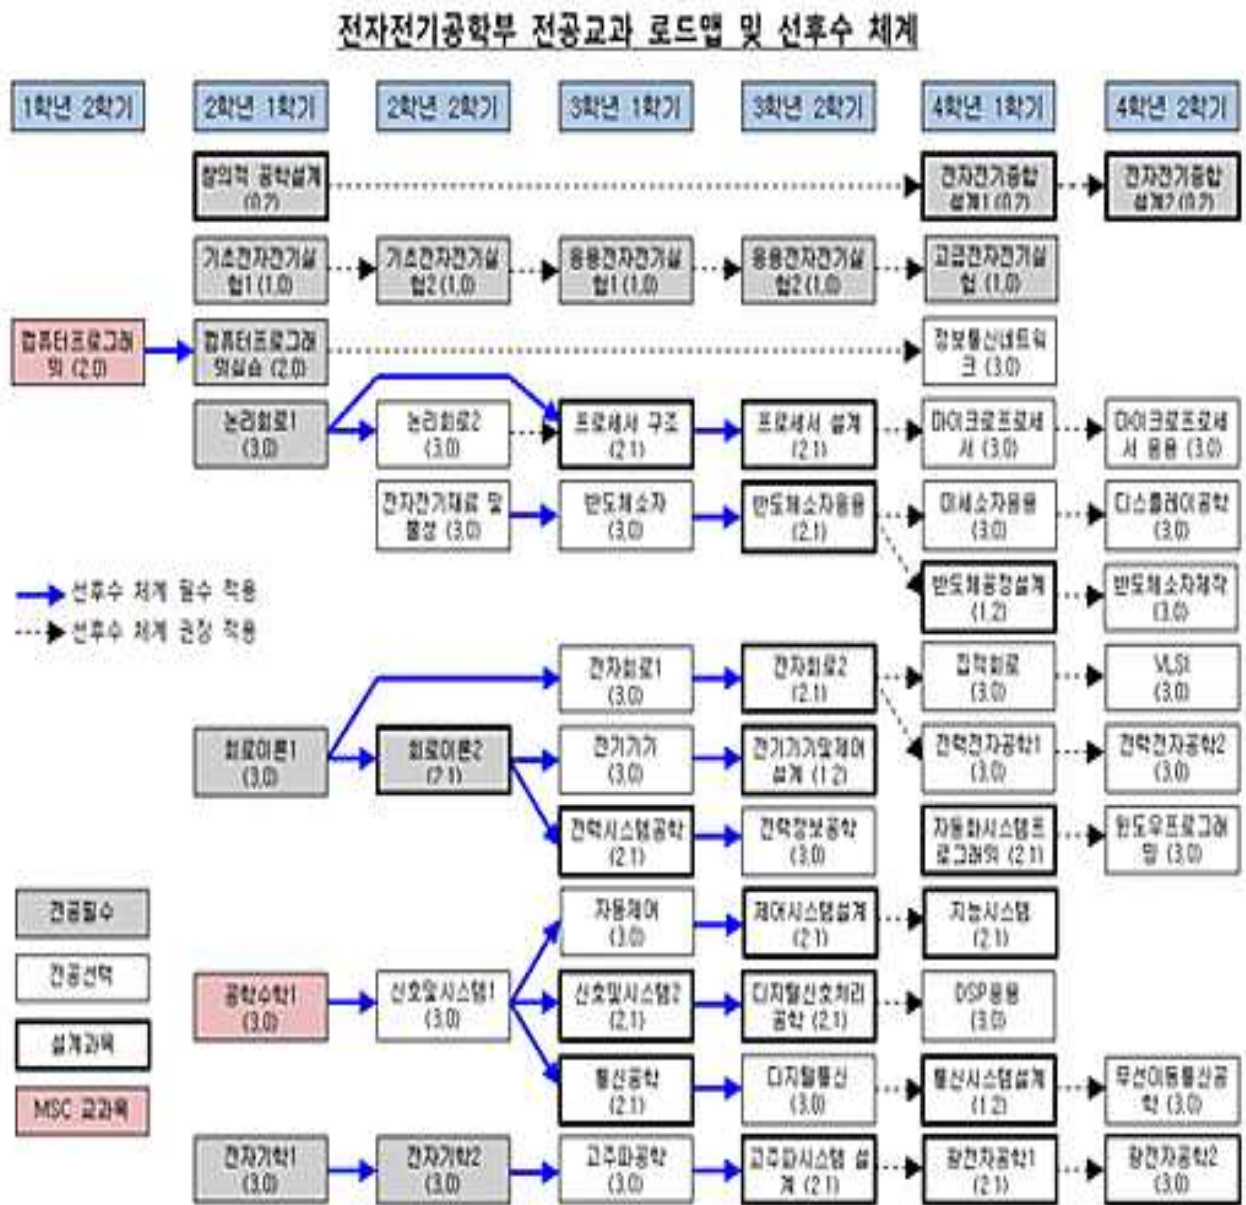 전자전기공학부 전공교과 로드맵 및 선후수 체계
1학년 2학기
2학년 1학기
2학년 2학기
3학년 1학기
3학년 2학기
4학년 1학기
4학년 2학기
창의적 공학설계
(0.2)
전자전기종합
설계1 (0.2)
전자전기종합
설계2 (0.2)
기초전자전기실
험1 (1.0)
기초전자전기실
험2 (1.0)
응용전자전기실
험1 (1.0)
응용전자전기실
험2 (1.0)
고급전자전기실
험 (1.0)
컴퓨터프로그래
밍 (2.0)
컴퓨터프로그래
밍실습 (2.0)
정보통신네트워
크 (3.0)
논리회로1
(3.0)
논리회로2
(3.0)
프로세서 구조
(2.1)
프로세서 설계
(2.1)
마이크로프로세
서 (3.0)
마이크로프로세
서 응용 (3.0)
전자전기재료 및
물성 (3.0)
반도체소자
(3.0)
반도체소자응용
(2.1)
미세소자응용
(3.0)
디스플레이공학
(3.0)
선후수 체계 필수 적용
선후수 체계 권장 적용
반도체공정설계
(1.2)
반도체소자제작
(3.0)
전자회로1
(3.0)
전자회로2
(2.1)
집적회로
(3.0)
VLSI
(3.0)
회로이론1
(3.0)
회로이론2
(2.1)
전기기기
(3.0)
전기기기및제어
설계 (1.2)
전력전자공학1
(3.0)
전력전자공학2
(3.0)
전력시스템공학
(2.1)
전력정보공학
(3.0)
자동화시스템프
로그래밍 (2.1)
윈도우프로그래
밍 (3.0)
전공필수
전공선택
설계과목
MSC 교과목
자동제어
(3.0)
제어시스템설계
(2.1)
지능시스템
(2.1)
공학수학1
(3.0)
신호및시스템1
(3.0)
신호및시스템2
(2.1)
디지털신호처리
공학 (2.1)
DSP응용
(3.0)
통신공학
(2.1)
디지털통신
(3.0)
통신시스템설계
(1.2)
무선이동통신공
학 (3.0)
전자기학1
(3.0)
전자기학2
(3.0)
고주파공학
(3.0)
고주파시스템 설
계 (2.1)
광전자공학1
(2.1)
광전자공학2
(3.0)